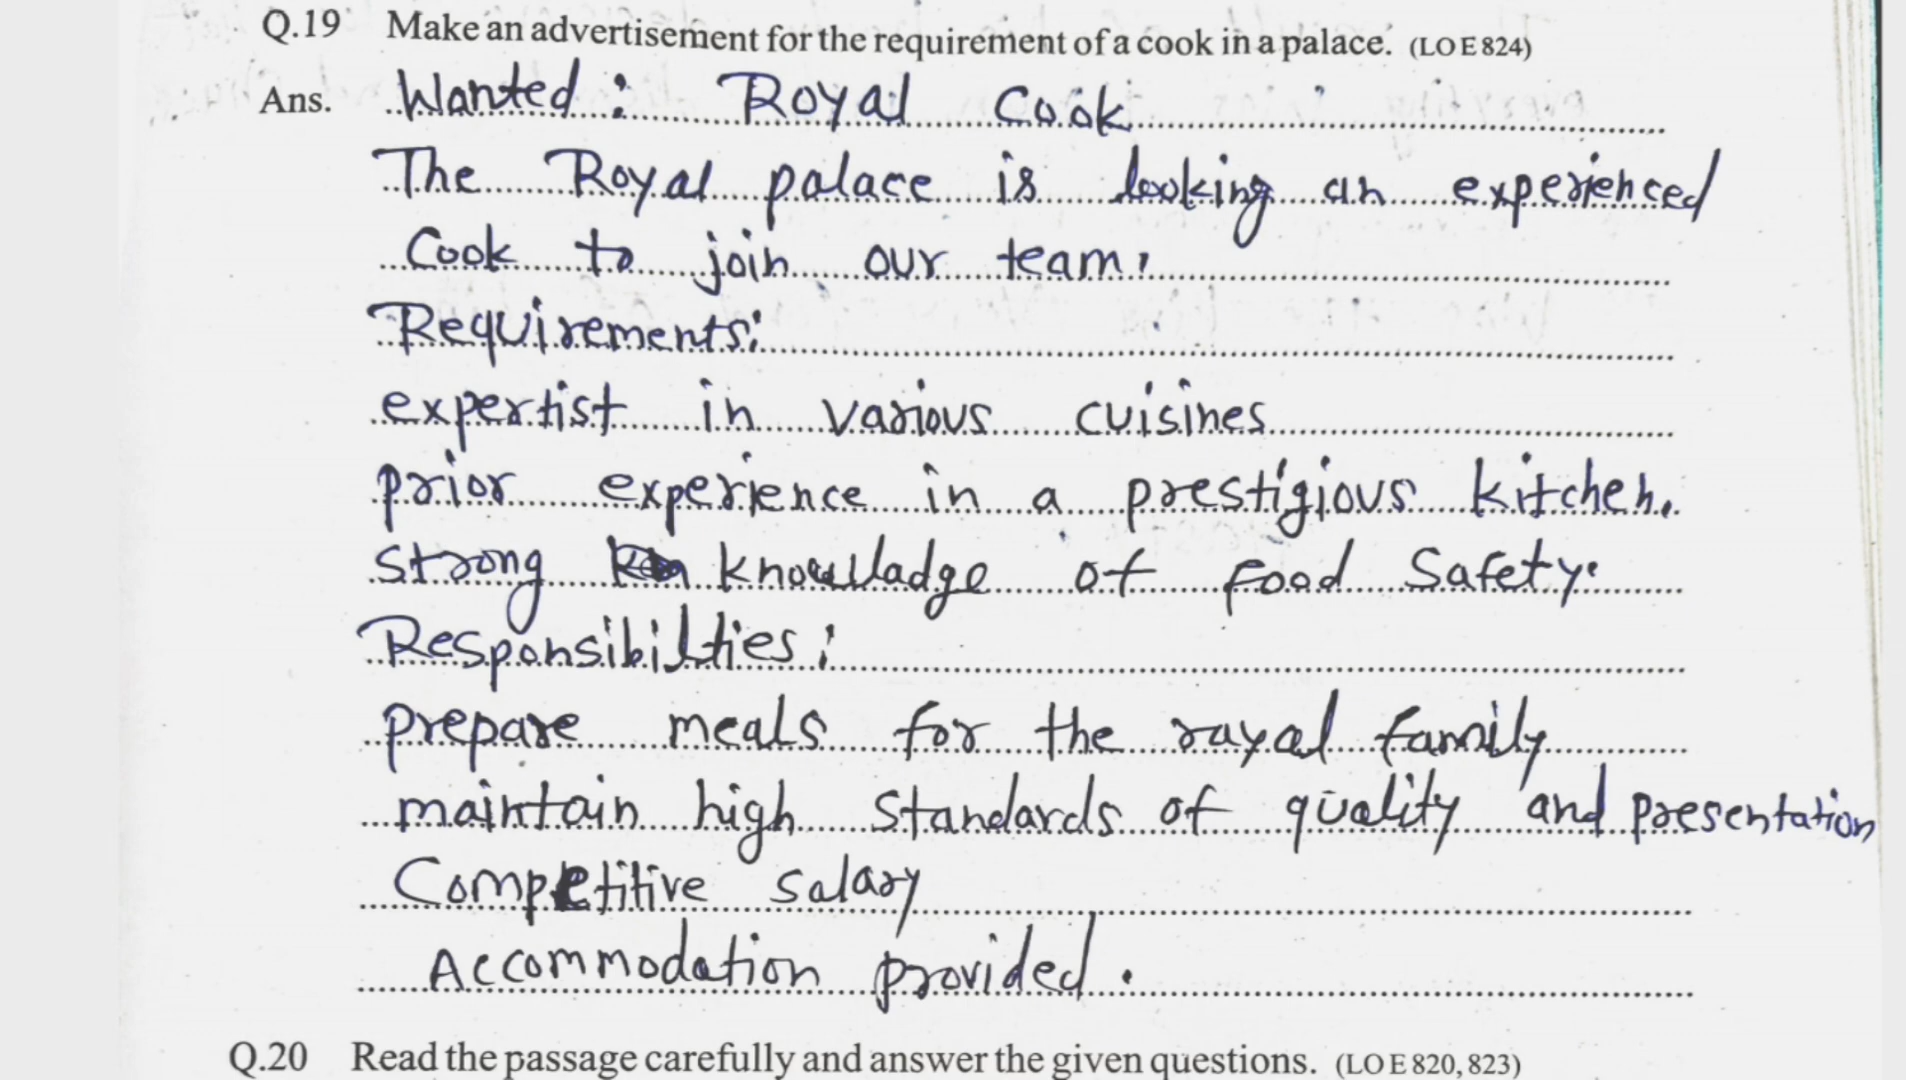 Q.19 Make an advertisement for the requirement of a cook in a palace. (LO E 824)
Ans. Wanted : Royal Cook
The Royal palace is looking an experienced
Cook to join our team.
Requirements:
expertist in various cuisines
prior experience in a prestigious kitchen.
strong knowlladge of food Safety.
Responsibilties :
prepare meals for the rayal family
maintain high standards of quality and presentation
Competitive salary
Accommodation provided .
Q.20 Read the passage carefully and answer the given questions. (LO E 820, 823)